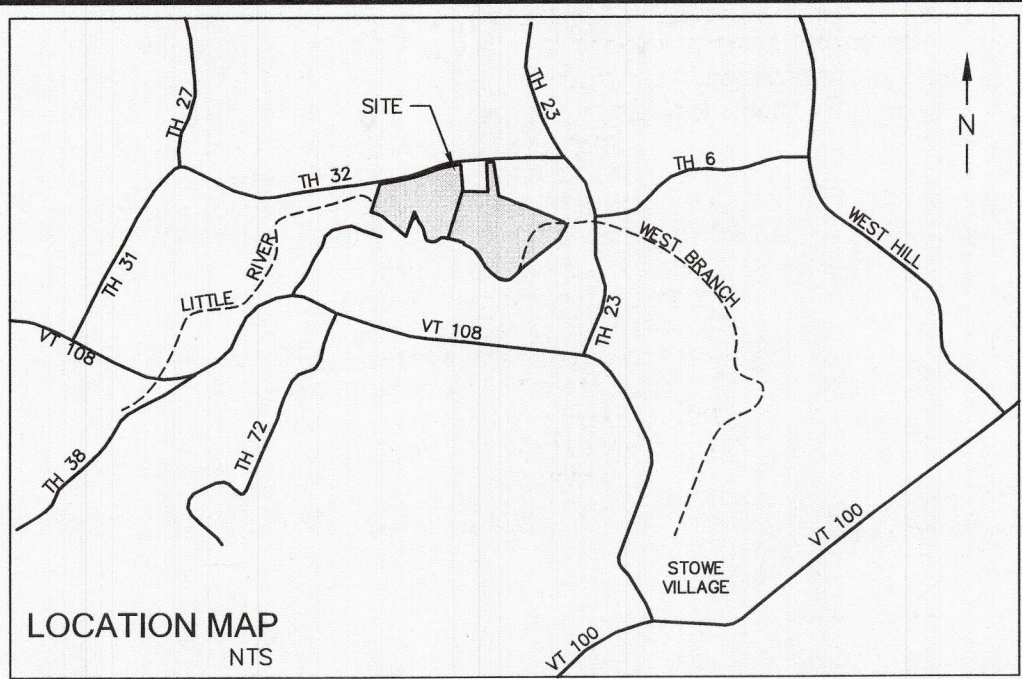 TH 27
SITE
TH 23
N
TH 32
TH 6
WEST HILL
TH 31
LITTLE
RIVER
WEST BRANCH
VT 108
VT 108
TH 23
TH 38
TH 72
VT 100
STOWE
VILLAGE
VT 100
LOCATION MAP
NTS